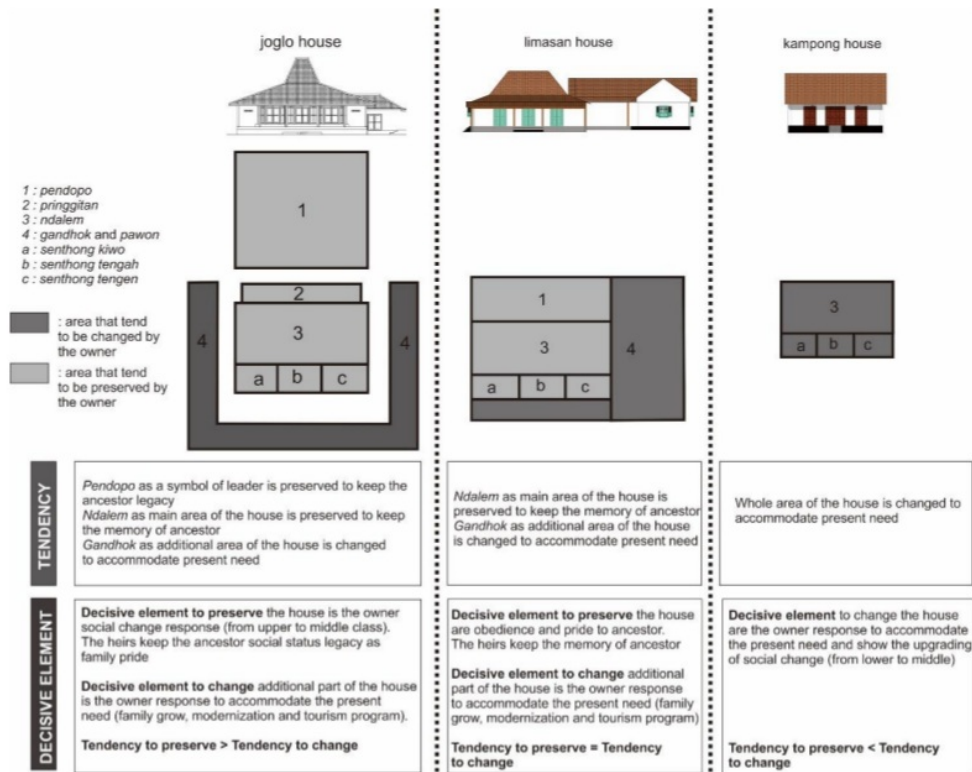 joglo house
limasan house
kampong house
1 : pendopo
2 : pringgitan
3 : ndalem
4 : gandhok and pawon
a : senthong kiwo
b : senthong tengah
c : senthong tengen
: area that tend
to be changed by
the owner
: area that tend
to be preserved by
the owner
1
2
4
3
4
a b c
1
3
4
a b c
3
a b c
TENDENCY
Pendopo as a symbol of leader is preserved to keep the
ancestor legacy
Ndalem as main area of the house is preserved to keep
the memory of ancestor
Gandhok as additional area of the house is changed
to accommodate present need
Ndalem as main area of the house is
preserved to keep the memory of ancestor
Gandhok as additional area of the house
is changed to accommodate present need
Whole area of the house is changed to
accommodate present need
DECISIVE ELEMENT
Decisive element to preserve the house is the owner
social change response (from upper to middle class).
The heirs keep the ancestor social status legacy as
family pride
Decisive element to change additional part of the house
is the owner response to accommodate the present
need (family grow, modernization and tourism program).
Tendency to preserve > Tendency to change
Decisive element to preserve the house
are obedience and pride to ancestor.
The heirs keep the memory of ancestor
Decisive element to change additional
part of the house is the owner response
to accommodate the present need (family
grow, modernization and tourism program)
Tendency to preserve = Tendency
to change
Decisive element to change the house
are the owner response to accommodate
the present need and show the upgrading
of social change (from lower to middle)
Tendency to preserve < Tendency
to change